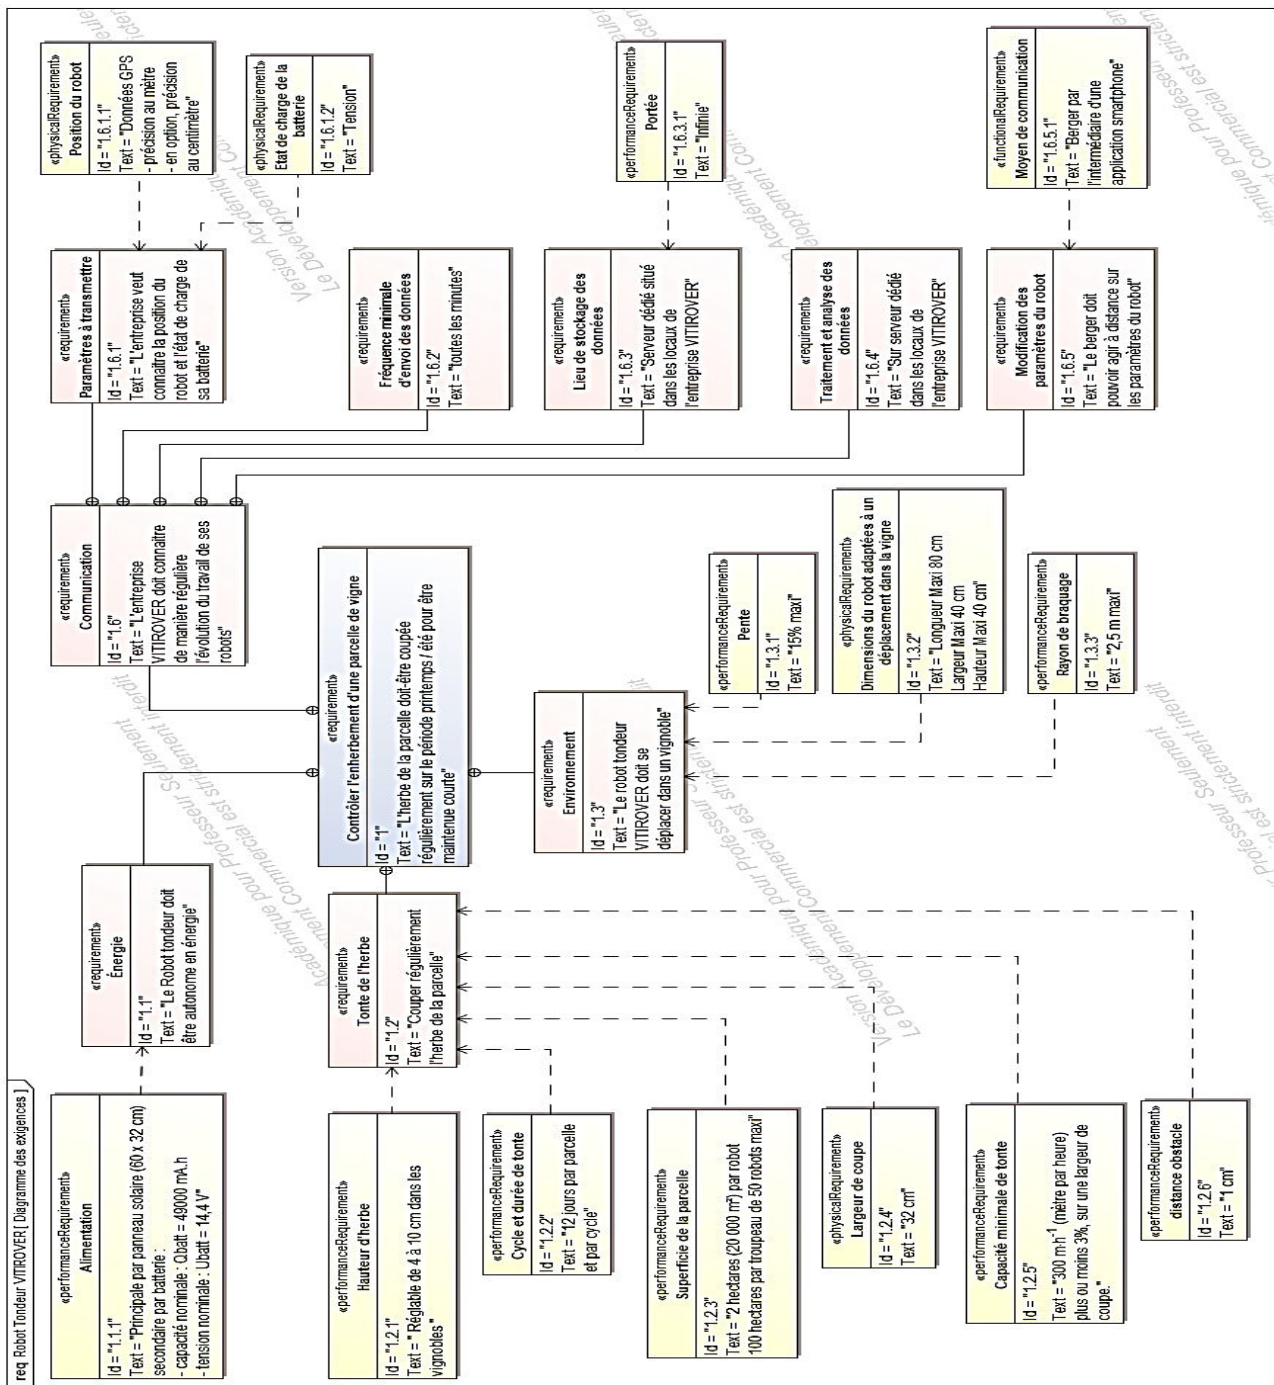 req Robot Tondeur VITIROVER [ Diagramme des exigences ]
«performanceRequirement»
Alimentation
Id = "1.1.1"
Text = "Principale par panneau solaire (60 x 32 cm)
secondaire par batterie :
- capacité nominale : Qbatt = 49000 mA.h
- tension nominale : Ubatt = 14,4 V"
«requirement»
Énergie
Id = "1.1"
Text = "Le Robot tondeur doit
être autonome en énergie"
«requirement»
Communication
Id = "1.6"
Text = "L'entreprise
VITIROVER doit connaitre
de manière régulière
l'évolution du travail de ses
robots"
«requirement»
Paramètres à transmettre
Id = "1.6.1"
Text = "L'entreprise veut
connaitre la position du
robot et l'état de charge de
sa batterie"
«physicalRequirement»
Position du robot
Id = "1.6.1.1"
Text = "Données GPS
- précision au mètre
- en option, précision
au centimètre"
«physicalRequirement»
Etat de charge de la
batterie
Id = "1.6.1.2"
Text = "Tension"
«performanceRequirement»
Hauteur d'herbe
Id = "1.2.1"
Text = " Réglable de 4 à 10 cm dans les
vignobles"
«requirement»
Tonte de l'herbe
Id = "1.2"
Text = "Couper régulièrement
l'herbe de la parcelle"
«requirement»
Contrôler l'enherbement d'une parcelle de vigne
Id = "1"
Text = "L'herbe de la parcelle doit-être coupée
régulièrement sur le période printemps / été pour être
maintenue courte"
«requirement»
Fréquence minimale
d'envoi des données
Id = "1.6.2"
Text = "toutes les minutes"
«performanceRequirement»
Cycle et durée de tonte
Id = "1.2.2"
Text = "12 jours par parcelle
et par cycle"
«requirement»
Environnement
Id = "1.3"
Text = "Le robot tondeur
VITIROVER doit se
déplacer dans un vignoble"
«requirement»
Lieu de stockage des
données
Id = "1.6.3"
Text = "Serveur dédié situé
dans les locaux de
l'entreprise VITIROVER"
«performanceRequirement»
Portée
Id = "1.6.3.1"
Text = "Infinie"
«performanceRequirement»
Superficie de la parcelle
Id = "1.2.3"
Text = "2 hectares (20 000 m²) par robot
100 hectares par troupeau de 50 robots maxi"
«performanceRequirement»
Pente
Id = "1.3.1"
Text = "15% maxi"
«requirement»
Traitement et analyse des
données
Id = "1.6.4"
Text = "Sur serveur dédié
dans les locaux de
l'entreprise VITIROVER"
«physicalRequirement»
Largeur de coupe
Id = "1.2.4"
Text = "32 cm"
«physicalRequirement»
Dimensions du robot adaptées à un
déplacement dans la vigne
Id = "1.3.2"
Text = "Longueur Maxi 80 cm
Largeur Maxi 40 cm
Hauteur Maxi 40 cm"
«requirement»
Modification des
paramètres du robot
Id = "1.6.5"
Text = "Le berger doit
pouvoir agir à distance sur
les paramètres du robot"
«functionalRequirement»
Moyen de communication
Id = "1.6.5.1"
Text = "Berger par
l'intermédiaire d'une
application smartphone"
«performanceRequirement»
Capacité minimale de tonte
Id = "1.2.5"
Text = "300 m·h⁻¹ (mètre par heure)
plus ou moins 3%, sur une largeur de
coupe."
«performanceRequirement»
Rayon de braquage
Id = "1.3.3"
Text = "2,5 m maxi"
«performanceRequirement»
distance obstacle
Id = "1.2.6"
Text = "1 cm"